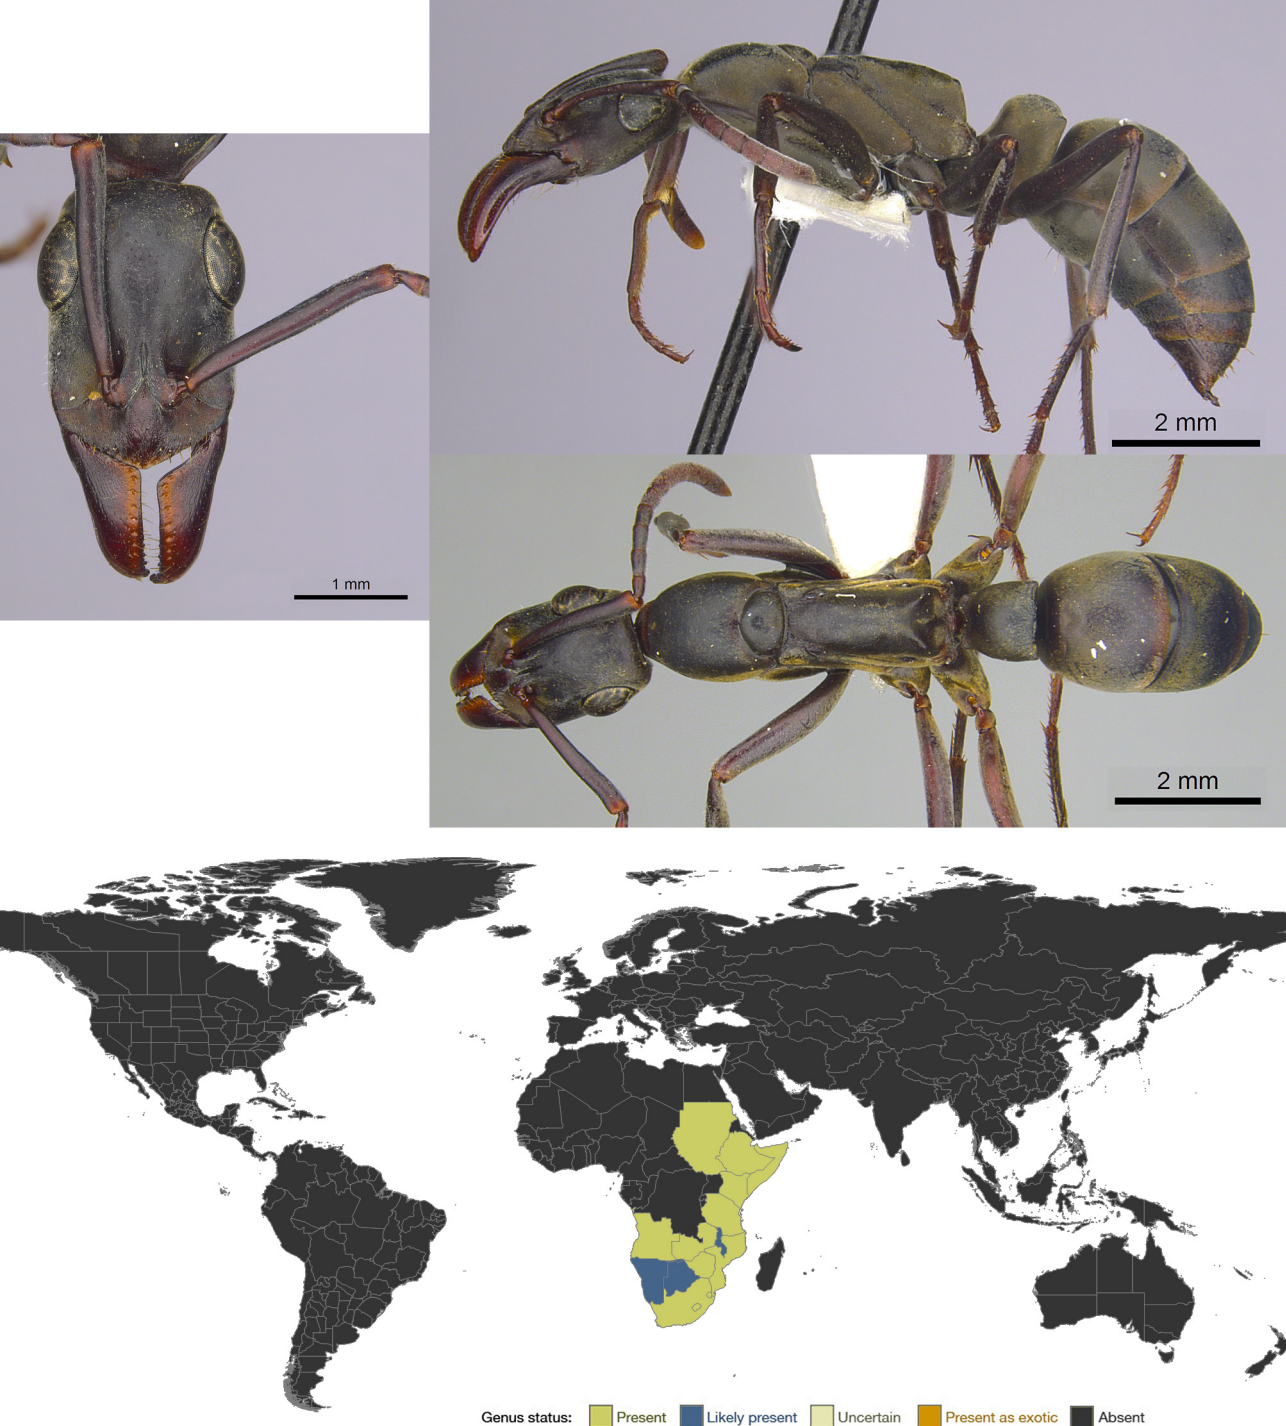 2 mm
1 mm
2 mm
Genus status: Present Likely present Uncertain Present as exotic Absent